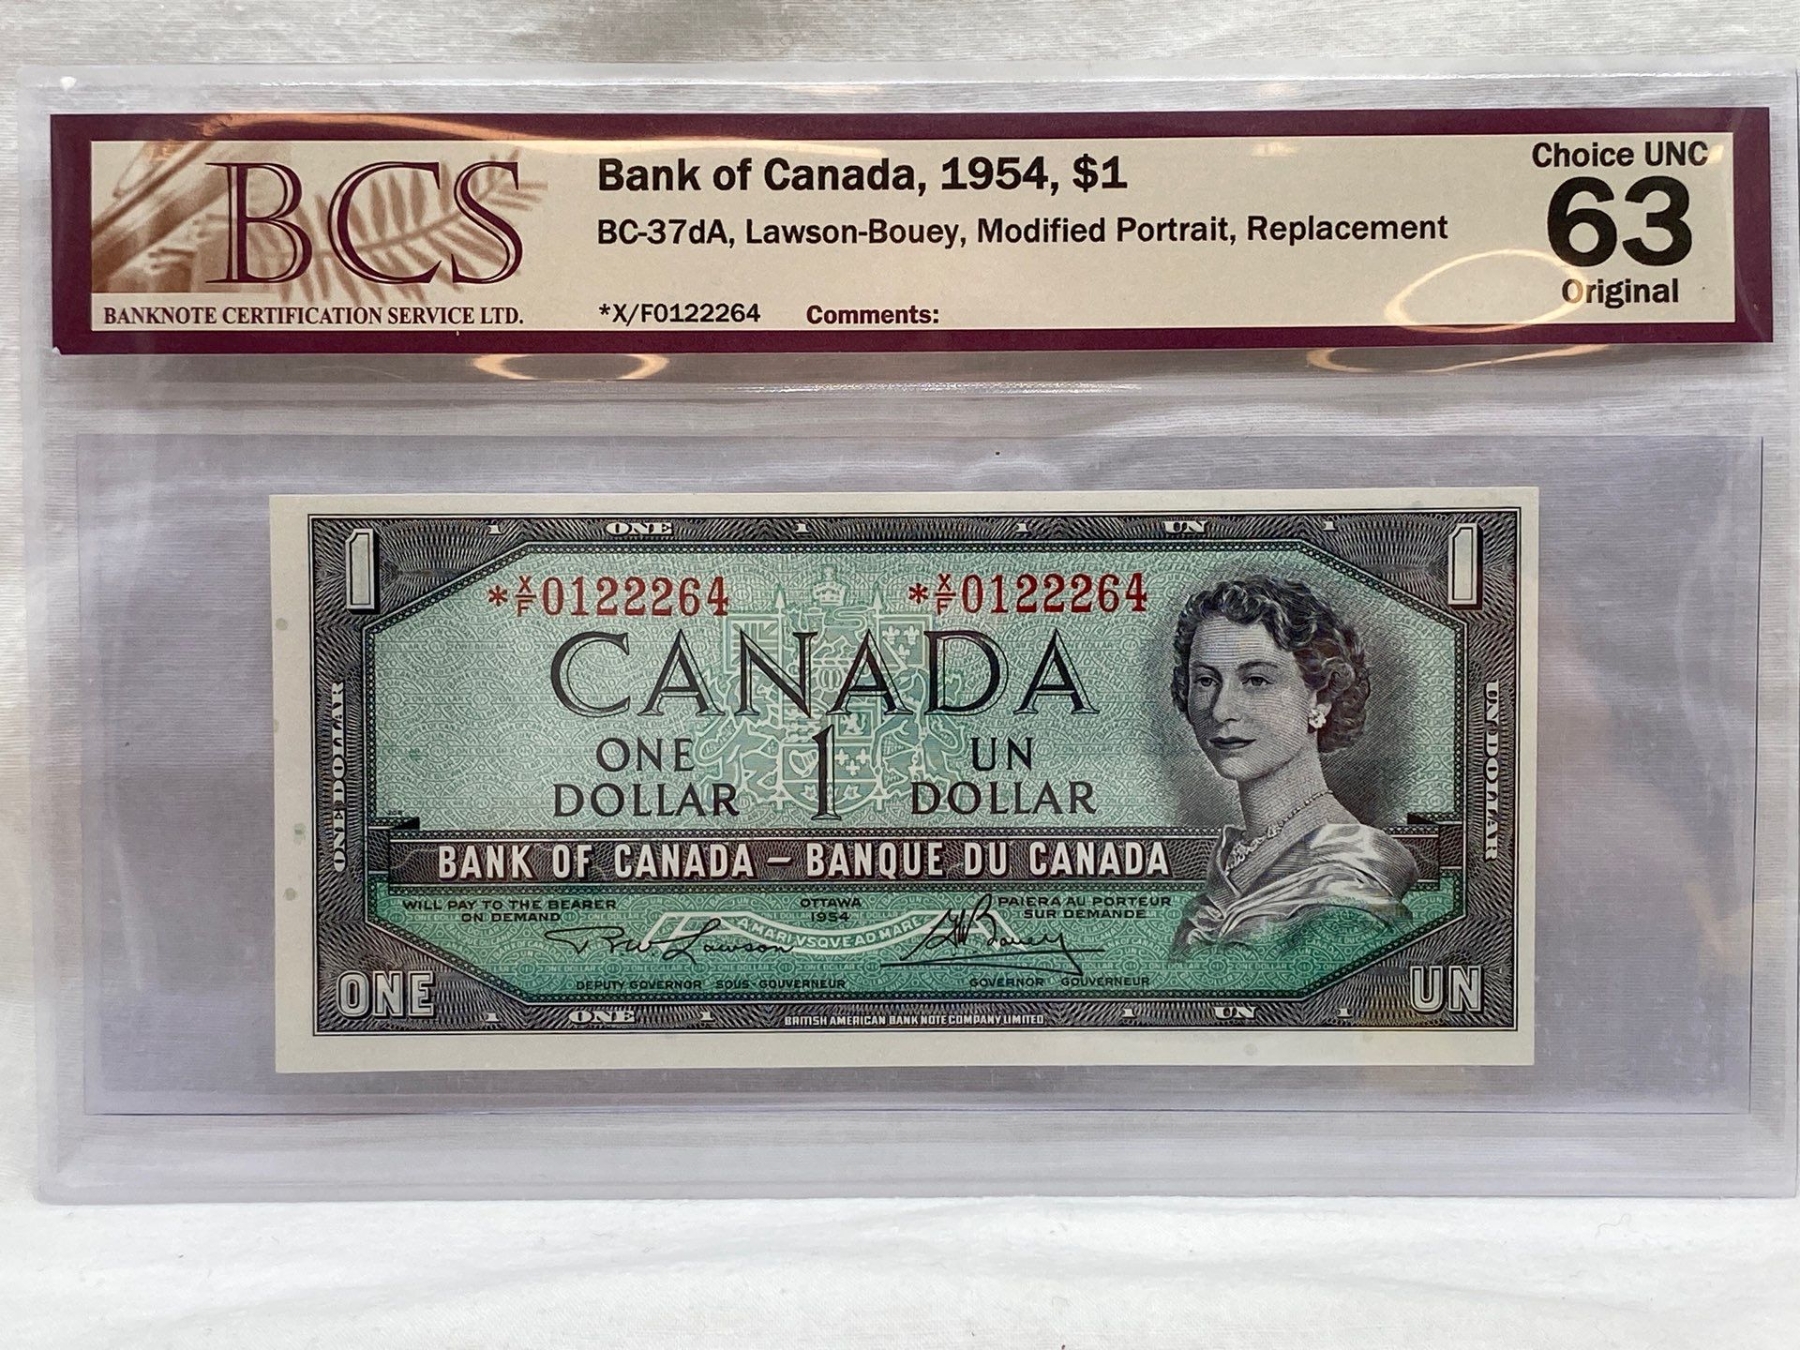 BCS
BANKNOTE CERTIFICATION SERVICE LTD.
Bank of Canada, 1954, $1
BC-37dA, Lawson-Bouey, Modified Portrait, Replacement
*X/F0122264 Comments:
Choice UNC
63
Original
1 1 ONE 1 1 UN 1 1
*X/F0122264 *X/F0122264
CANADA
ONE DOLLAR
UN DOLLAR
ONE
DOLLAR
1
UN
DOLLAR
BANK OF CANADA – BANQUE DU CANADA
WILL PAY TO THE BEARER
ON DEMAND
OTTAWA
1954
PAIERA AU PORTEUR
SUR DEMANDE
A MARI VSQVE AD MARE
R.W. Lawson
G K Bouey
DEPUTY GOVERNOR SOUS-GOUVERNEUR
GOVERNOR GOUVERNEUR
ONE UN
1 ONE 1 BRITISH AMERICAN BANK NOTE COMPANY LIMITED 1 UN 1